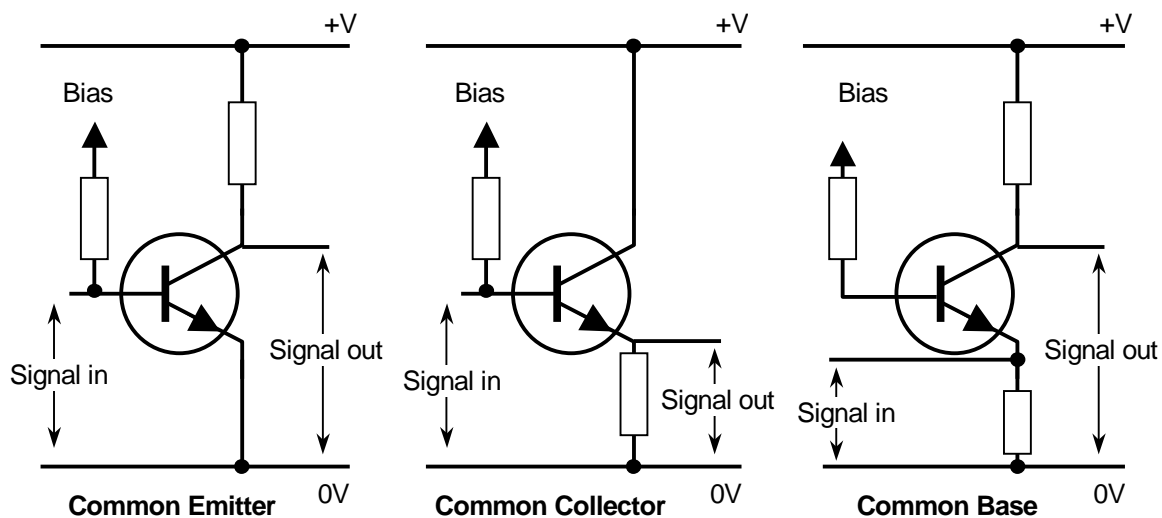 +V
+V
+V
Bias
Bias
Bias
Signal out
Signal out
Signal in
Signal in
Signal out
Signal in
0V
0V
0V
Common Emitter
Common Collector
Common Base